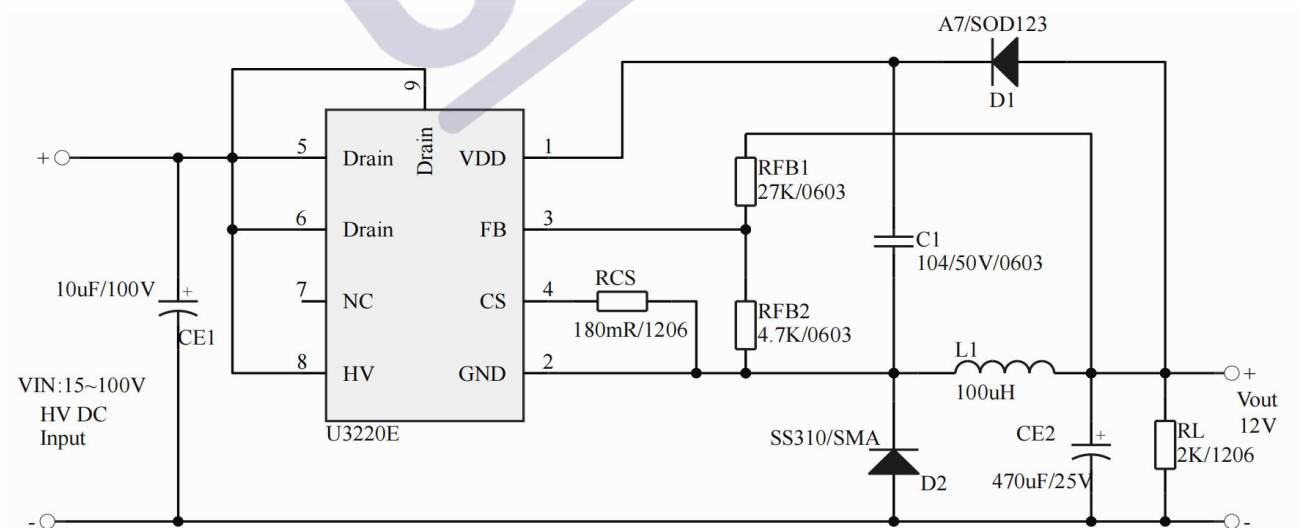 A7/SOD123
D1
9
+
5
Drain
Drain
VDD
1
RFB1
27K/0603
6
Drain
FB
3
C1
104/50V/0603
10uF/100V
+
CE1
7
NC
CS
4
RCS
180mR/1206
RFB2
4.7K/0603
8
HV
GND
2
L1
100uH
+
Vout
12V
VIN:15~100V
HV DC
Input
U3220E
SS310/SMA
D2
CE2
+
470uF/25V
RL
2K/1206
-
-